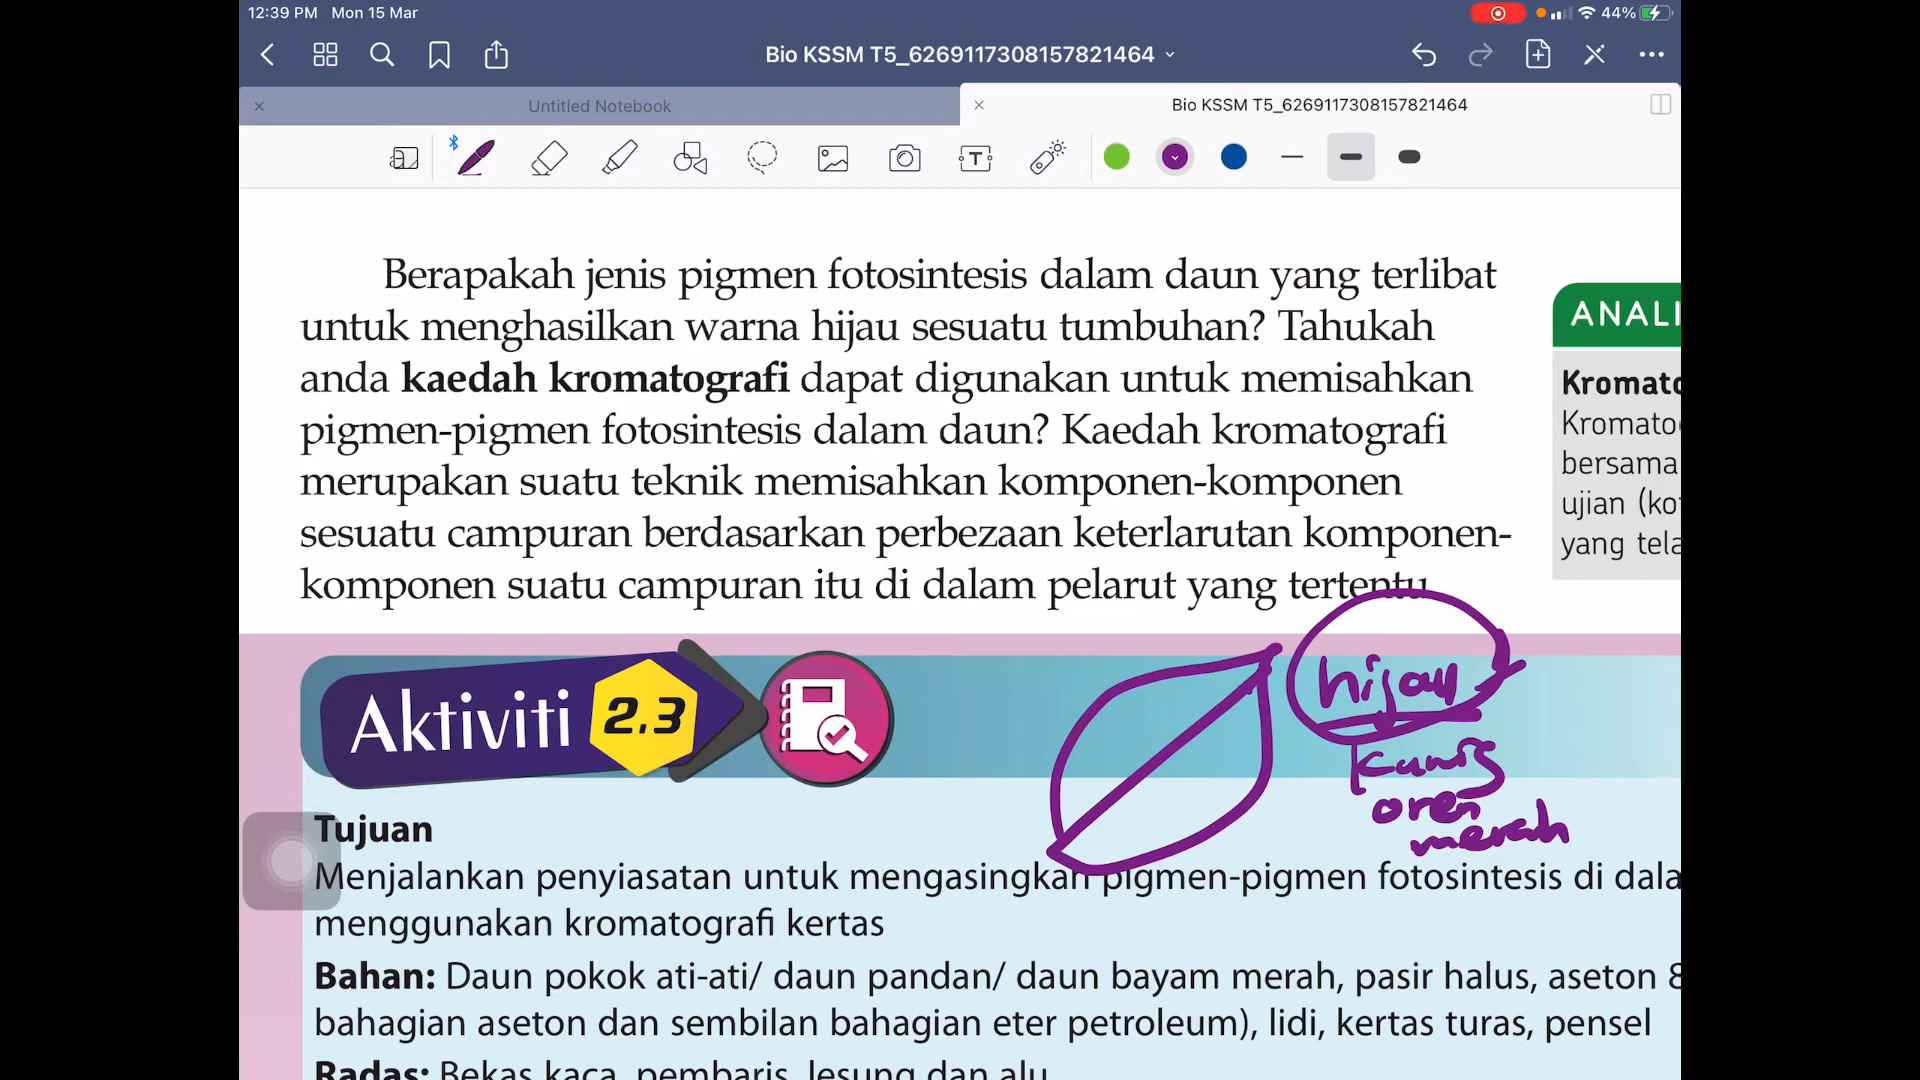 12:39 PM Mon 15 Mar
44%
Bio KSSM T5_6269117308157821464
Untitled Notebook
Bio KSSM T5_6269117308157821464
T
Berapakah jenis pigmen fotosintesis dalam daun yang terlibat
untuk menghasilkan warna hijau sesuatu tumbuhan? Tahukah
anda kaedah kromatografi dapat digunakan untuk memisahkan
pigmen-pigmen fotosintesis dalam daun? Kaedah kromatografi
merupakan suatu teknik memisahkan komponen-komponen
sesuatu campuran berdasarkan perbezaan keterlarutan komponen-
komponen suatu campuran itu di dalam pelarut yang tertentu
ANALI
Kromato
Kromato
bersama
ujian (ko
yang tela
hijau
kunig
oren
merah
Aktiviti 2.3
Tujuan
Menjalankan penyiasatan untuk mengasingkan pigmen-pigmen fotosintesis di dala
menggunakan kromatografi kertas
Bahan: Daun pokok ati-ati/ daun pandan/ daun bayam merah, pasir halus, aseton 8
bahagian aseton dan sembilan bahagian eter petroleum), lidi, kertas turas, pensel
Radas: Bekas kaca, pembaris, lesung dan alu